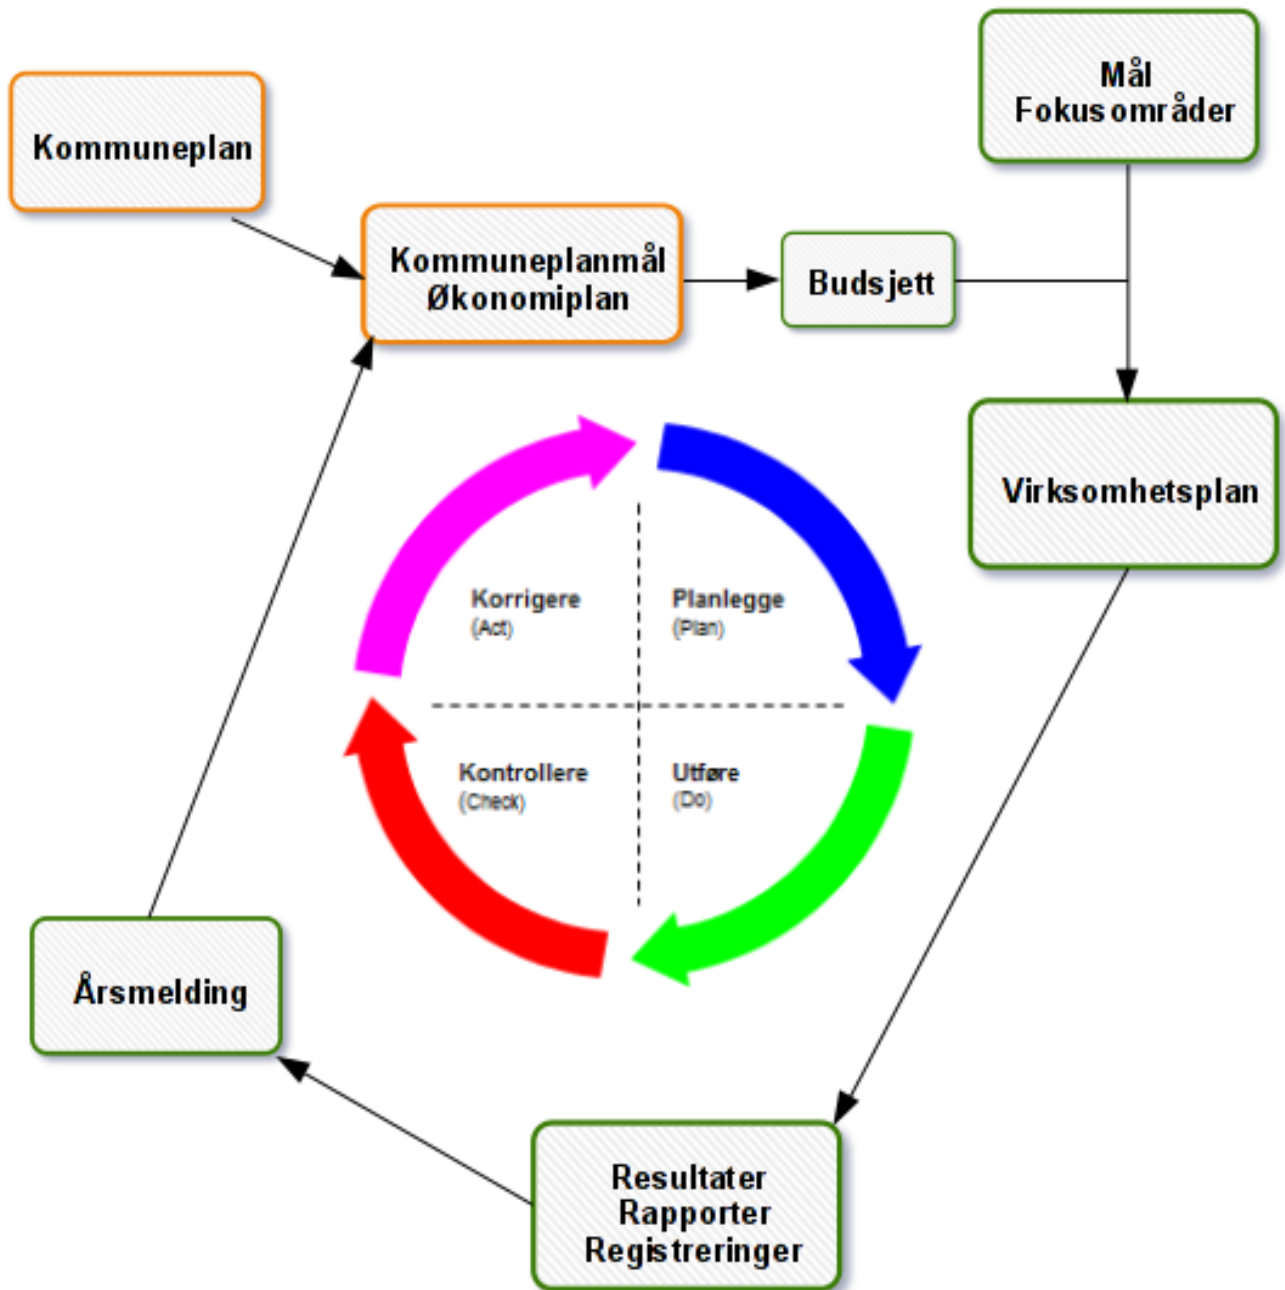 Mål
Fokusområder
Kommuneplan
Kommuneplanmål
Økonomiplan
Budsjett
Virksomhetsplan
Korrigere
(Act)
Planlegge
(Plan)
Kontrollere
(Check)
Utføre
(Do)
Årsmelding
Resultater
Rapporter
Registreringer